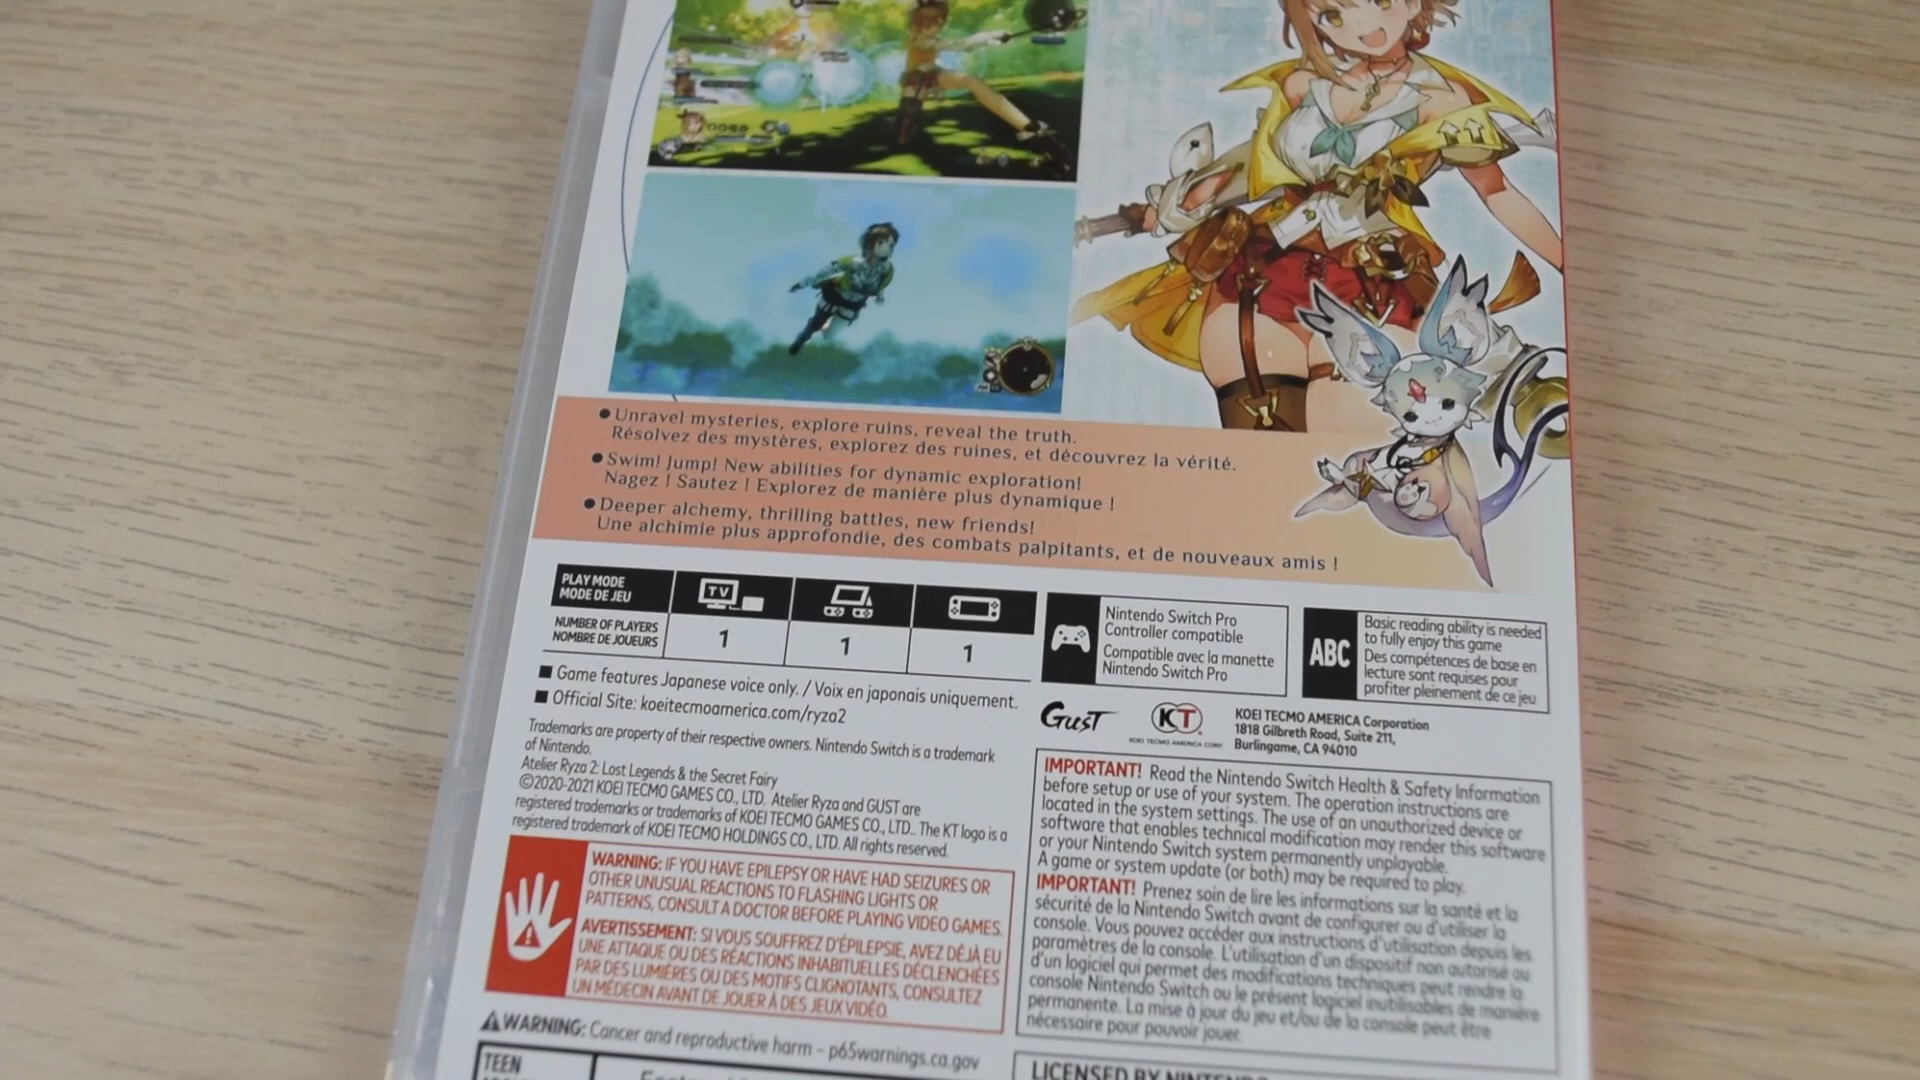 ● Unravel mysteries, explore ruins, reveal the truth.
Résolvez des mystères, explorez des ruines, et découvrez la vérité.
● Swim! Jump! New abilities for dynamic exploration!
Nagez ! Sautez ! Explorez de manière plus dynamique !
● Deeper alchemy, thrilling battles, new friends!
Une alchimie plus approfondie, des combats palpitants, et de nouveaux amis !
PLAY MODE
MODE DE JEU
TV
NUMBER OF PLAYERS
NOMBRE DE JOUEURS
1
1
1
Nintendo Switch Pro
Controller compatible
Compatible avec la manette
Nintendo Switch Pro
ABC
Basic reading ability is needed
to fully enjoy this game
Des compétences de base en
lecture sont requises pour
profiter pleinement de ce jeu
■ Game features Japanese voice only. / Voix en japonais uniquement.
■ Official Site: koeitecmoamerica.com/ryza2
GUST
KT
KOEI TECMO AMERICA CORP.
KOEI TECMO AMERICA Corporation
1818 Gilbreth Road, Suite 211,
Burlingame, CA 94010
Trademarks are property of their respective owners. Nintendo Switch is a trademark
of Nintendo.
Atelier Ryza 2: Lost Legends & the Secret Fairy
©2020-2021 KOEI TECMO GAMES CO., LTD. Atelier Ryza and GUST are
registered trademarks or trademarks of KOEI TECMO GAMES CO., LTD.. The KT logo is a
registered trademark of KOEI TECMO HOLDINGS CO., LTD. All rights reserved.
WARNING: IF YOU HAVE EPILEPSY OR HAVE HAD SEIZURES OR
OTHER UNUSUAL REACTIONS TO FLASHING LIGHTS OR
PATTERNS, CONSULT A DOCTOR BEFORE PLAYING VIDEO GAMES.
AVERTISSEMENT: SI VOUS SOUFFREZ D'ÉPILEPSIE, AVEZ DÉJÀ EU
UNE ATTAQUE OU DES RÉACTIONS INHABITUELLES DÉCLENCHÉES
PAR DES LUMIÈRES OU DES MOTIFS CLIGNOTANTS, CONSULTEZ
UN MÉDECIN AVANT DE JOUER À DES JEUX VIDÉO.
IMPORTANT! Read the Nintendo Switch Health & Safety Information
before setup or use of your system. The operation instructions are
located in the system settings. The use of an unauthorized device or
software that enables technical modification may render this software
or your Nintendo Switch system permanently unplayable.
A game or system update (or both) may be required to play.
IMPORTANT! Prenez soin de lire les informations sur la santé et la
sécurité de la Nintendo Switch avant de configurer ou d'utiliser la
console. Vous pouvez accéder aux instructions d'utilisation depuis les
paramètres de la console. L'utilisation d'un dispositif non autorisé ou
d'un logiciel qui permet des modifications techniques peut rendre la
console Nintendo Switch ou le présent logiciel inutilisables de manière
permanente. La mise à jour du jeu et/ou de la console peut être
nécessaire pour pouvoir jouer.
⚠WARNING: Cancer and reproductive harm - p65warnings.ca.gov
TEEN
LICENSED BY NINTENDO